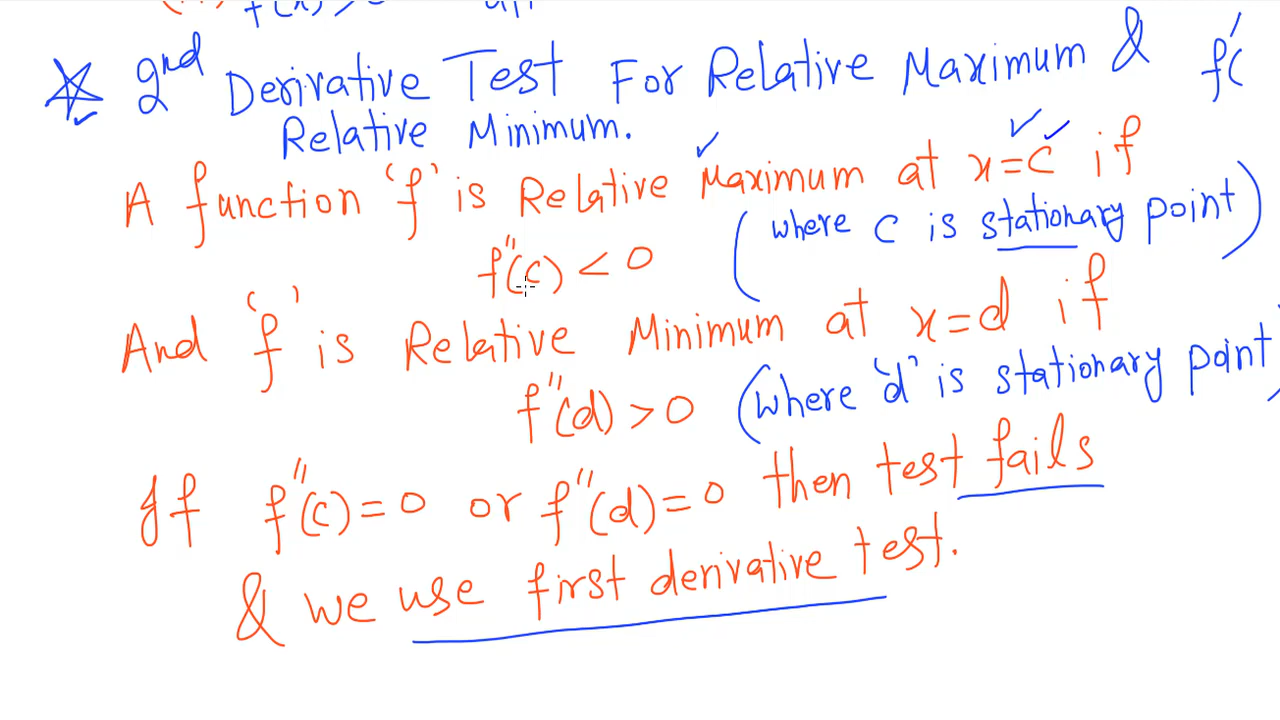 2nd Derivative Test For Relative Maximum & f'(
Relative Minimum.
A function 'f' is Relative Maximum at x=c if
(where c is stationary point)
f''(c) < 0
And 'f' is Relative Minimum at x=d if
f''(d) > 0 (where 'd' is stationary point)
If f''(c)=0 or f''(d)=0 then test fails
& we use first derivative test.